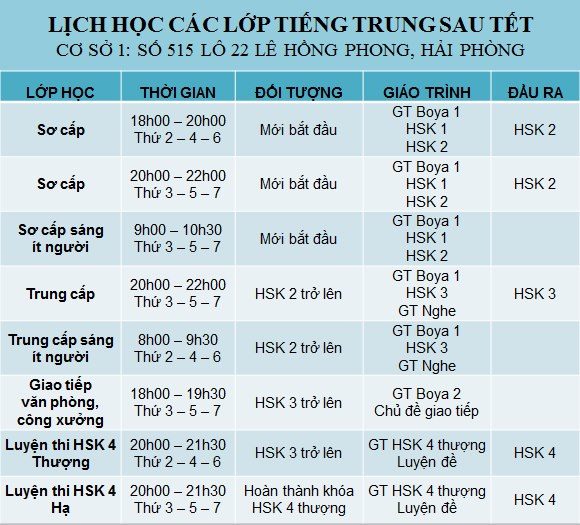 LỊCH HỌC CÁC LỚP TIẾNG TRUNG SAU TẾT
CƠ SỞ 1: SỐ 515 LÔ 22 LÊ HỒNG PHONG, HẢI PHÒNG
LỚP HỌC THỜI GIAN ĐỐI TƯỢNG GIÁO TRÌNH ĐẦU RA
Sơ cấp
18h00 – 20h00
Thứ 2 – 4 – 6
Mới bắt đầu
GT Boya 1
HSK 1
HSK 2
HSK 2
Sơ cấp
20h00 – 22h00
Thứ 3 – 5 – 7
Mới bắt đầu
GT Boya 1
HSK 1
HSK 2
HSK 2
Sơ cấp sáng
ít người
9h00 – 10h30
Thứ 3 – 5 – 7
Mới bắt đầu
GT Boya 1
HSK 1
HSK 2
Trung cấp
20h00 – 22h00
Thứ 3 – 5 – 7
HSK 2 trở lên
GT Boya 1
HSK 3
GT Nghe
HSK 3
Trung cấp sáng
ít người
8h00 – 9h30
Thứ 2 – 4 – 6
HSK 2 trở lên
GT Boya 1
HSK 3
GT Nghe
Giao tiếp
văn phòng,
công xưởng
18h00 – 19h30
Thứ 3 – 5 – 7
HSK 3 trở lên
GT Boya 2
Chủ đề giao tiếp
Luyện thi HSK 4
Thượng
20h00 – 21h30
Thứ 2 – 4 – 6
HSK 3 trở lên
GT HSK 4 thượng
Luyện đề
HSK 4
Luyện thi HSK 4
Hạ
20h00 – 21h30
Thứ 3 – 5 – 7
Hoàn thành khóa
HSK 4 thượng
GT HSK 4 thượng
Luyện đề
HSK 4